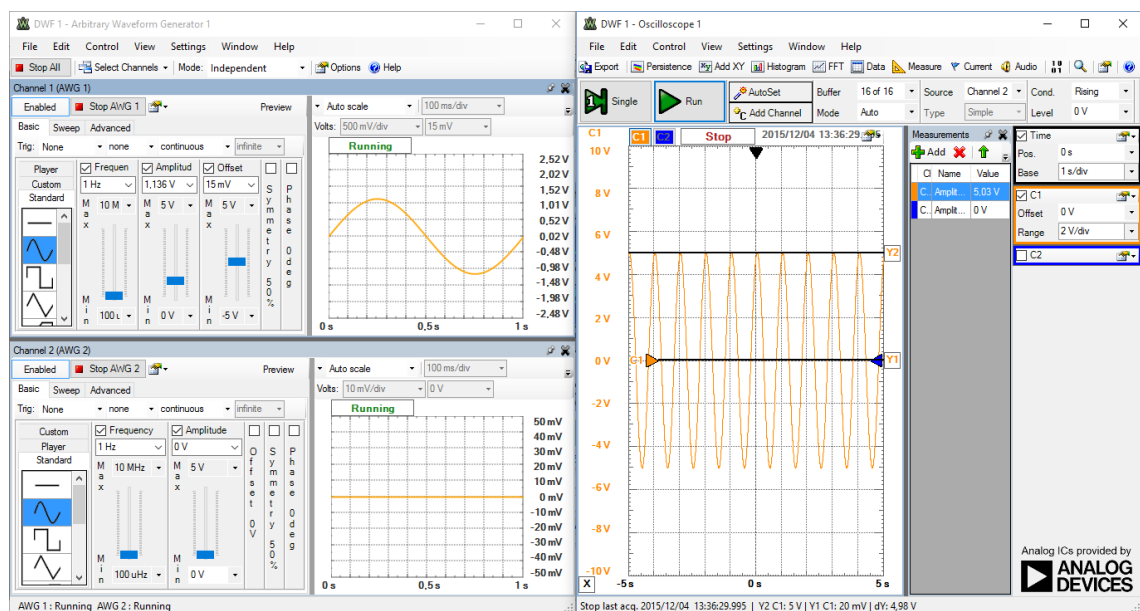 DWF 1 - Arbitrary Waveform Generator 1
File Edit Control View Settings Window Help
Stop All Select Channels Mode: Independent Options Help
Channel 1 (AWG 1)
Enabled Stop AWG 1 Preview
Basic Sweep Advanced
Trig: None none continuous infinite
Player
Custom
Standard
Frequen Amplitud Offset
1 Hz 1,136 V 15 mV
Max 10 M Max 5 V Max 5 V
Min 100 u Min 0 V Min -5 V
Symmetry 50 %
Phase 0 deg
Auto scale 100 ms/div
Volts: 500 mV/div 15 mV
Running
2,52 V
2,02 V
1,52 V
1,01 V
0,52 V
0,02 V
-0,48 V
-0,98 V
-1,48 V
-1,98 V
-2,48 V
0 s 0,5s 1 s
Channel 2 (AWG 2)
Enabled Stop AWG 2 Preview
Basic Sweep Advanced
Trig: None none continuous infinite
Custom
Player
Standard
Frequency Amplitude
1 Hz 0 V
Max 10 MHz Max 5 V
Min 100 uHz Min 0 V
Offset 0 V
Symmetry 50 %
Phase 0 deg
Auto scale 100 ms/div
Volts: 10 mV/div 0 V
Running
50 mV
40 mV
30 mV
20 mV
10 mV
0 mV
-10 mV
-20 mV
-30 mV
-40 mV
-50 mV
0 s 0,5s 1 s
AWG 1 : Running AWG 2 : Running
DWF 1 - Oscilloscope 1
File Edit Control View Settings Window Help
Export Persistence Add XY Histogram FFT Data Measure Current Audio
Single Run AutoSet Buffer 16 of 16 Source Channel 2 Cond. Rising
Add Channel Mode Auto Type Simple Level 0 V
C1 C1 C2 Stop 2015/12/04 13:36:29.995
10 V
8 V
6 V
4 V
2 V
0 V
-2 V
-4 V
-6 V
-8 V
-10 V
Y2
C1 Y1
X -5 s 0 s 5 s
Measurements
Add
Cl Name Value
C.. Amplit... 5,03 V
C.. Amplit... 0 V
Time
Pos. 0 s
Base 1 s/div
C1
Offset 0 V
Range 2 V/div
C2
Analog ICs provided by
ANALOG
DEVICES
Stop last acq. 2015/12/04 13:36:29.995 | Y2 C1: 5 V | Y1 C1: 20 mV | dY: 4,98 V